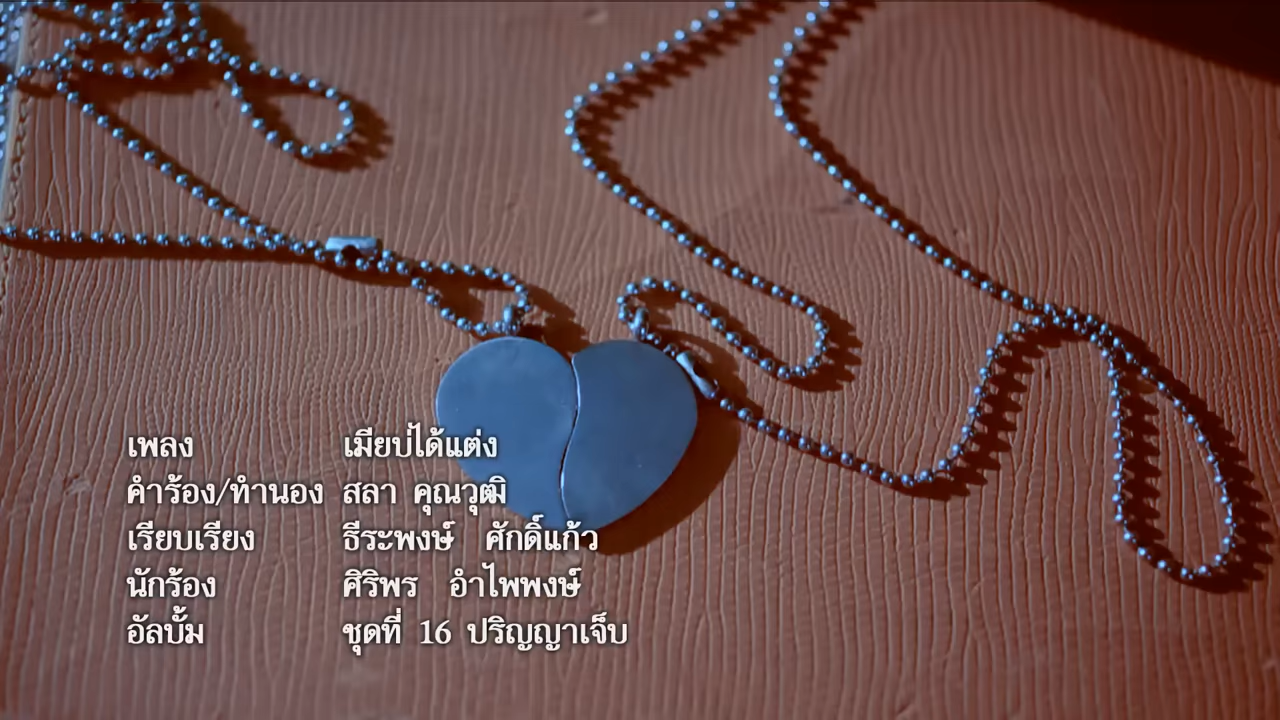 เพลง เมียบ่ได้แต่ง
คำร้อง/ทำนอง สลา คุณวุฒิ
เรียบเรียง ธีระพงษ์ ศักดิ์แก้ว
นักร้อง ศิริพร อำไพพงษ์
อัลบั้ม ชุดที่ 16 ปริญญาเจ็บ